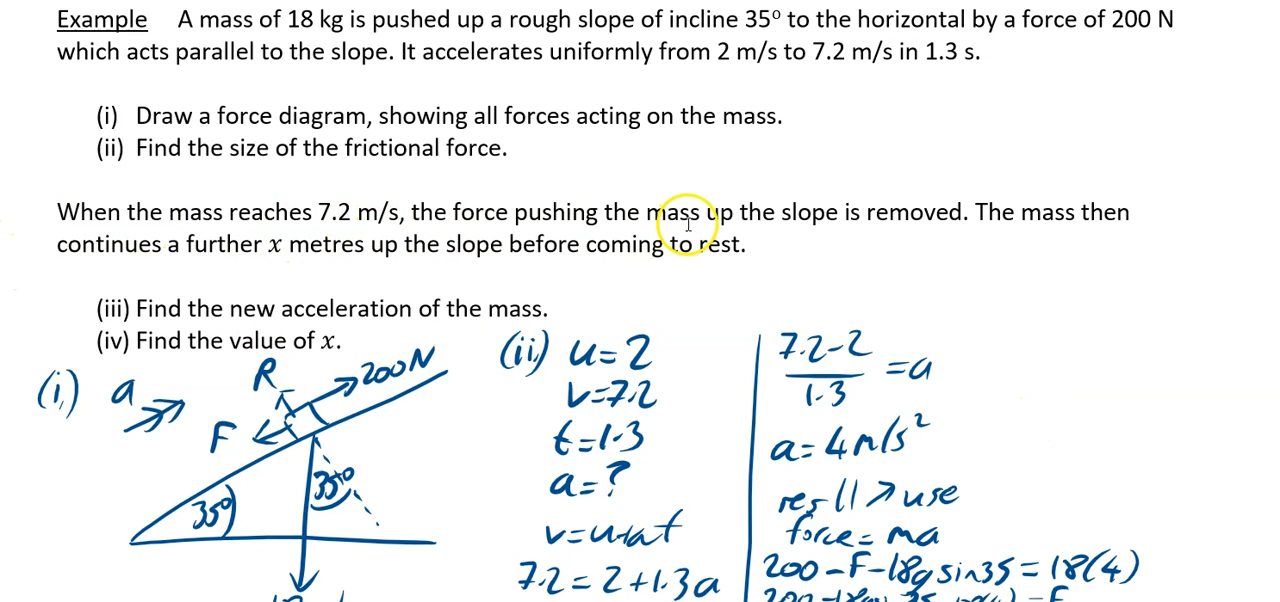 Example A mass of 18 kg is pushed up a rough slope of incline 35º to the horizontal by a force of 200 N
which acts parallel to the slope. It accelerates uniformly from 2 m/s to 7.2 m/s in 1.3 s.
(i) Draw a force diagram, showing all forces acting on the mass.
(ii) Find the size of the frictional force.
When the mass reaches 7.2 m/s, the force pushing the mass up the slope is removed. The mass then
continues a further x metres up the slope before coming to rest.
(iii) Find the new acceleration of the mass.
(iv) Find the value of x.
(i) a
R
200N
F
35º
35º
(ii) u=2
v=7.2
t=1.3
a=?
v=u+at
7.2=2+1.3a
7.2-2
1.3
=a
a=4m/s²
res // ↗ use
force=ma
200-F-18gsin35=18(4)